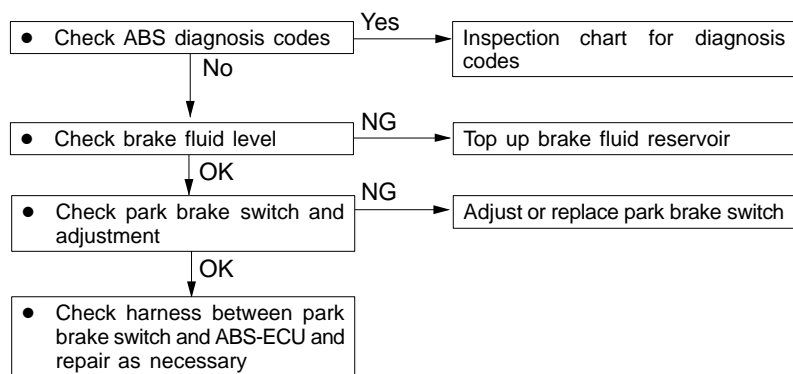 ● Check ABS diagnosis codes
Yes
Inspection chart for diagnosis
codes
No
● Check brake fluid level
NG
Top up brake fluid reservoir
OK
● Check park brake switch and
adjustment
NG
Adjust or replace park brake switch
OK
● Check harness between park
brake switch and ABS-ECU and
repair as necessary